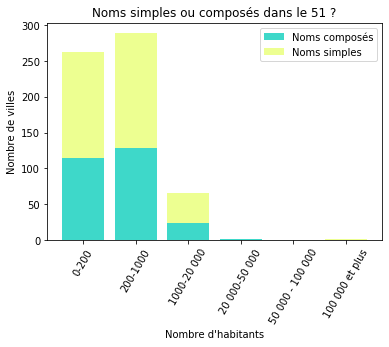 Noms simples ou composés dans le 51 ?
Noms composés
Noms simples
Nombre de villes
300
250
200
150
100
50
0
0-200
200-1000
1000-20 000
20 000-50 000
50 000 - 100 000
100 000 et plus
Nombre d'habitants